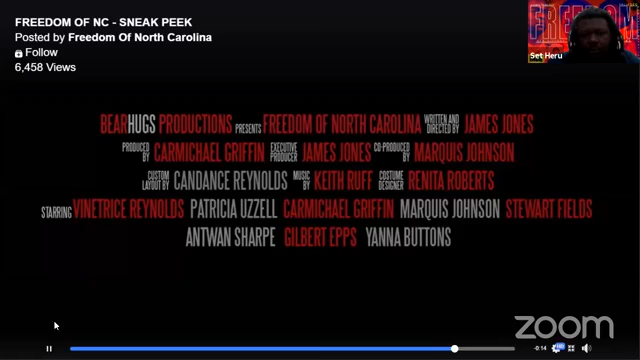 FREEDOM OF NC - SNEAK PEEK
Posted by Freedom Of North Carolina
Follow
6,458 Views
FREEDOM
Set Heru
BEARHUGS PRODUCTIONS PRESENTS FREEDOM OF NORTH CAROLINA WRITTEN AND DIRECTED BY JAMES JONES
PRODUCED BY CARMICHAEL GRIFFIN EXECUTIVE PRODUCER JAMES JONES CO-PRODUCED BY MARQUIS JOHNSON
CUSTOM LAYOUT BY CANDANCE REYNOLDS MUSIC BY KEITH RUFF COSTUME DESIGNER RENITA ROBERTS
STARRING VINETRICE REYNOLDS PATRICIA UZZELL CARMICHAEL GRIFFIN MARQUIS JOHNSON STEWART FIELDS
ANTWAN SHARPE GILBERT EPPS YANNA BUTTONS
zoom
-0:14
HD